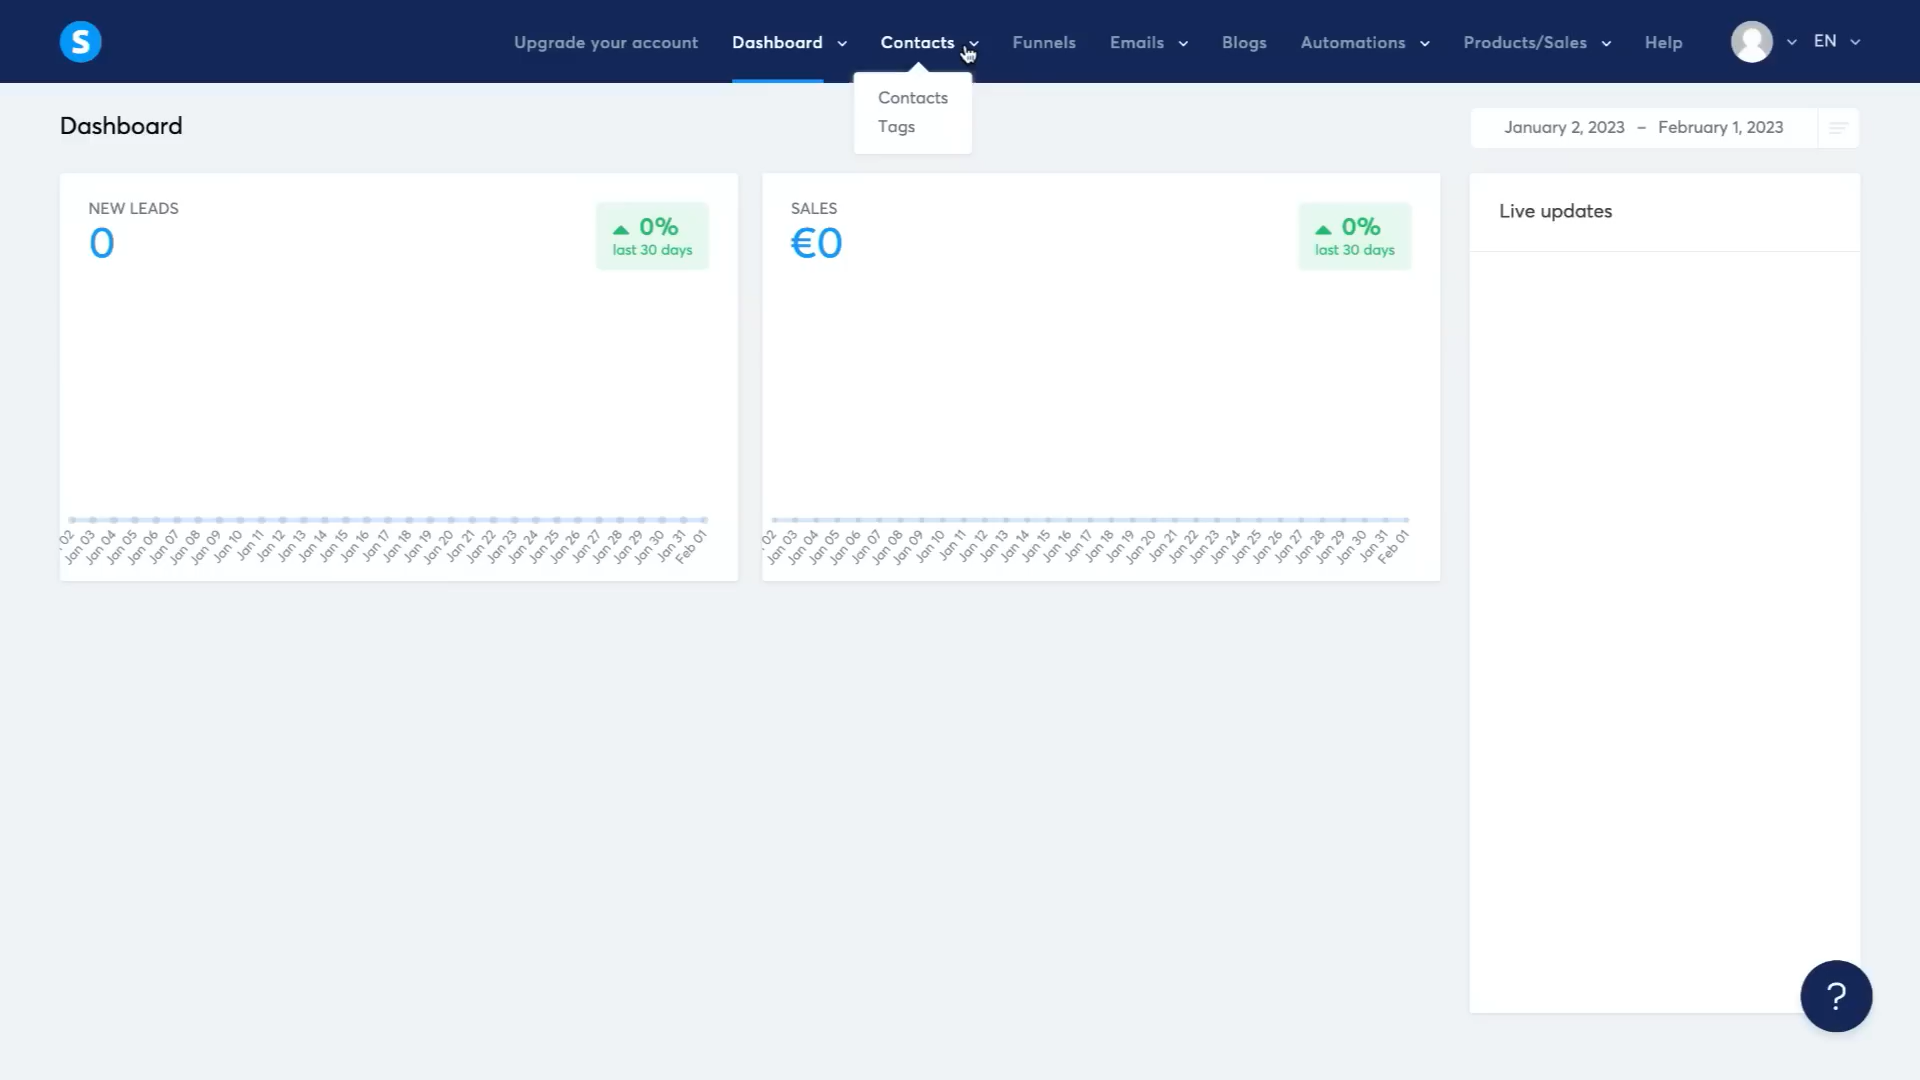 S
Upgrade your account
Dashboard
Contacts
Funnels
Emails
Blogs
Automations
Products/Sales
Help
EN
Contacts
Tags
Dashboard
January 2, 2023 – February 1, 2023
NEW LEADS
0
0%
last 30 days
02
Jan 03
Jan 04
Jan 05
Jan 06
Jan 07
Jan 08
Jan 09
Jan 10
Jan 11
Jan 12
Jan 13
Jan 14
Jan 15
Jan 16
Jan 17
Jan 18
Jan 19
Jan 20
Jan 21
Jan 22
Jan 23
Jan 24
Jan 25
Jan 26
Jan 27
Jan 28
Jan 29
Jan 30
Jan 31
Feb 01
SALES
€0
0%
last 30 days
02
Jan 03
Jan 04
Jan 05
Jan 06
Jan 07
Jan 08
Jan 09
Jan 10
Jan 11
Jan 12
Jan 13
Jan 14
Jan 15
Jan 16
Jan 17
Jan 18
Jan 19
Jan 20
Jan 21
Jan 22
Jan 23
Jan 24
Jan 25
Jan 26
Jan 27
Jan 28
Jan 29
Jan 30
Jan 31
Feb 01
Live updates
?